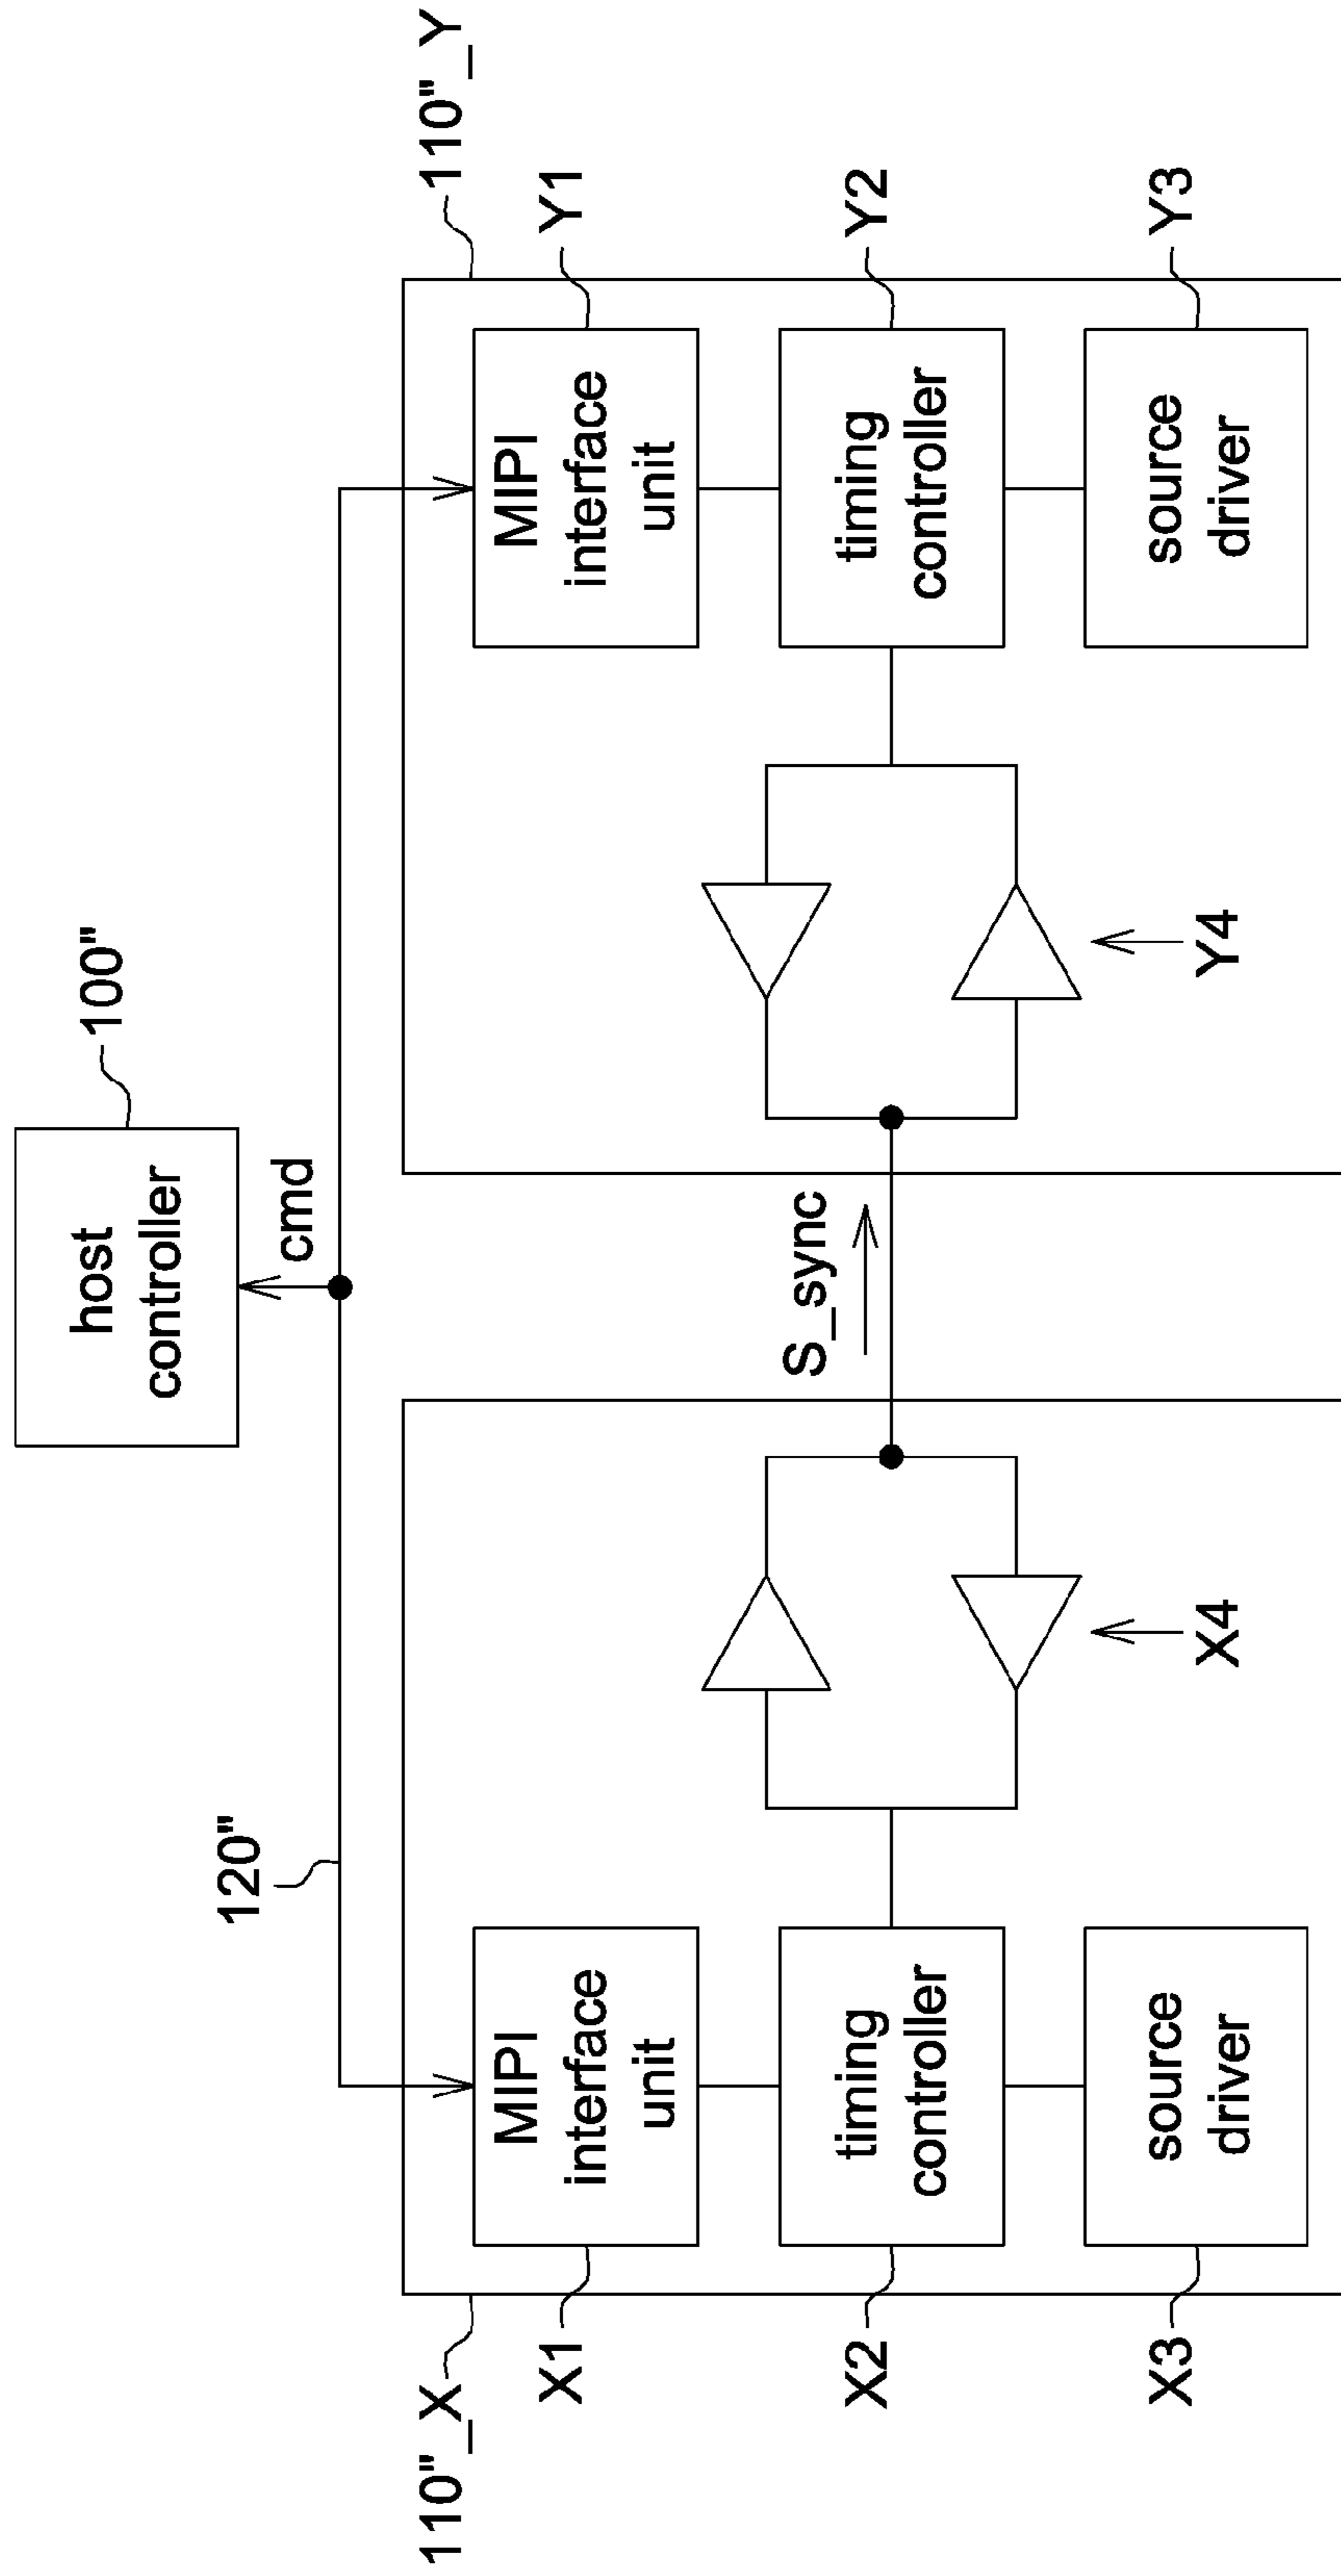 host
controller
100"
cmd
120"
110"_X
110"_Y
X1
MIPI
interface
unit
MIPI
interface
unit
Y1
S_sync
X2
timing
controller
timing
controller
Y2
X3
source
driver
X4
Y4
source
driver
Y3